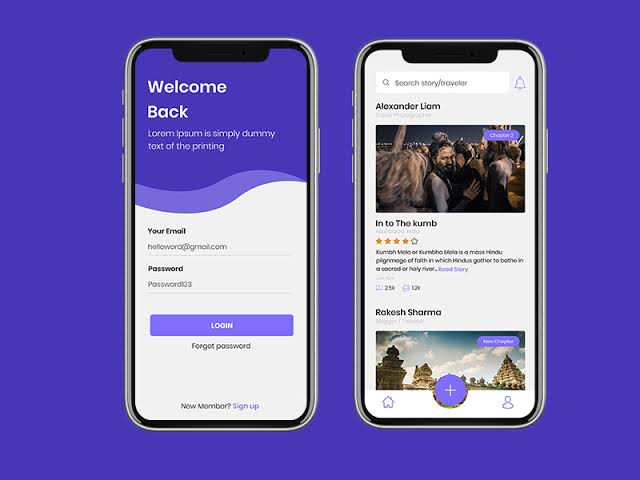 Welcome
Back
Lorem Ipsum is simply dummy
text of the printing
Your Email
helloword@gmail.com
Password
Password123
LOGIN
Forgot password
New Member? Sign up
Search story/traveler
Alexander Liam
Travel Photographer
Chapter 2
In to The kumb
Allahabad, India
Kumbh Mela or Kumbha Mela is a mass Hindu
pilgrimage of faith in which Hindus gather to bathe in
a sacred or holy river.. Read Story
2.5k 1.2k
Rakesh Sharma
Blogger / Traveler
New Chapter